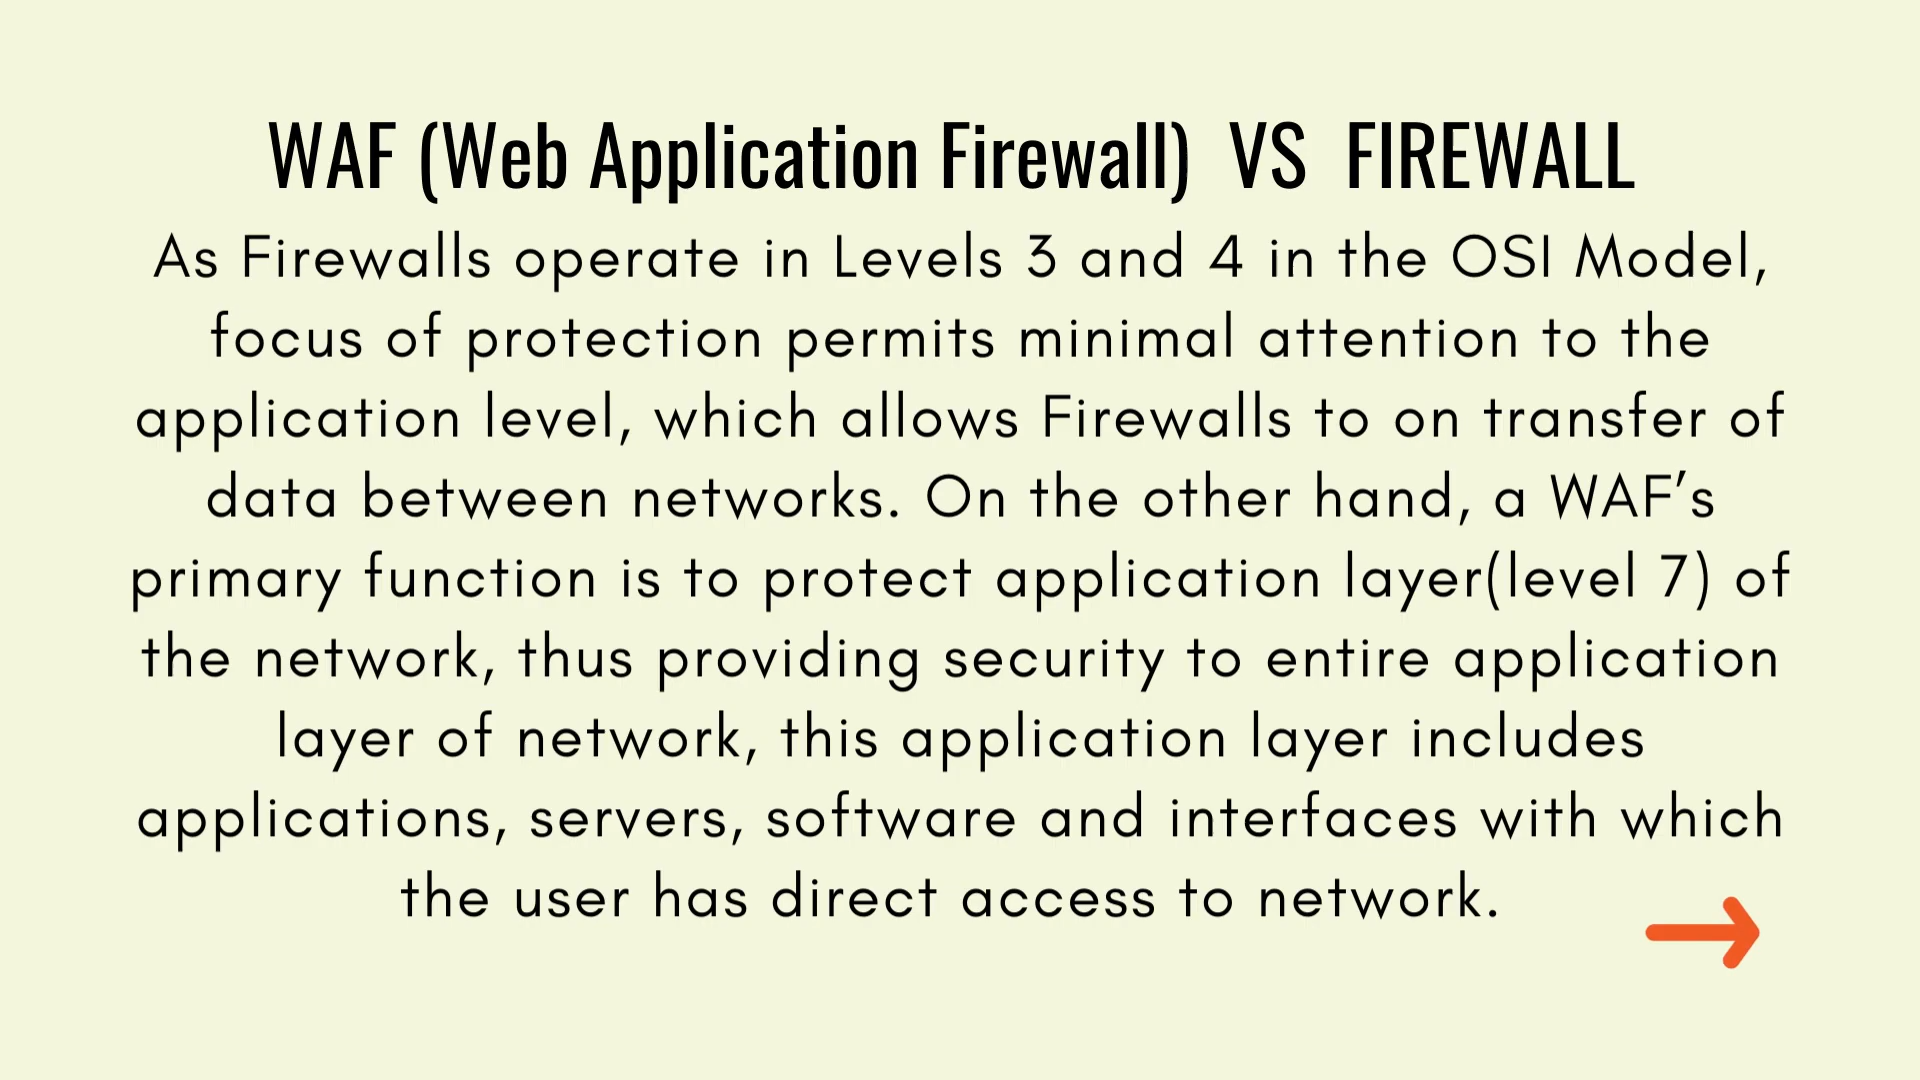 WAF (Web Application Firewall) VS FIREWALL
As Firewalls operate in Levels 3 and 4 in the OSI Model,
focus of protection permits minimal attention to the
application level, which allows Firewalls to on transfer of
data between networks. On the other hand, a WAF’s
primary function is to protect application layer(level 7) of
the network, thus providing security to entire application
layer of network, this application layer includes
applications, servers, software and interfaces with which
the user has direct access to network.